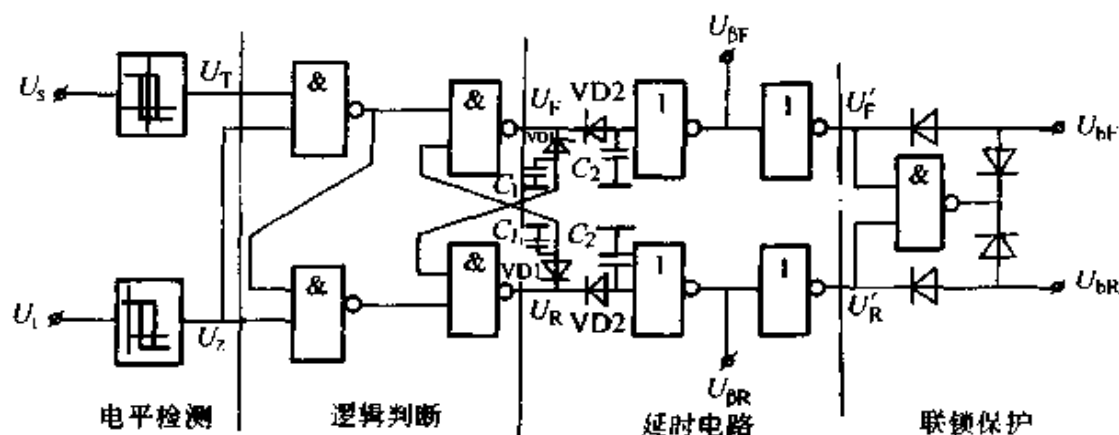 U_s
U_T
&
&
U_F
VD1
VD2
C_1
C_2
1
U_βF
1
U'_F
&
U_bF
U_i
U_z
&
&
C_1
VD1
U_R
C_2
VD2
1
U_βR
1
U'_R
U_bR
电平检测
逻辑判断
延时电路
联锁保护